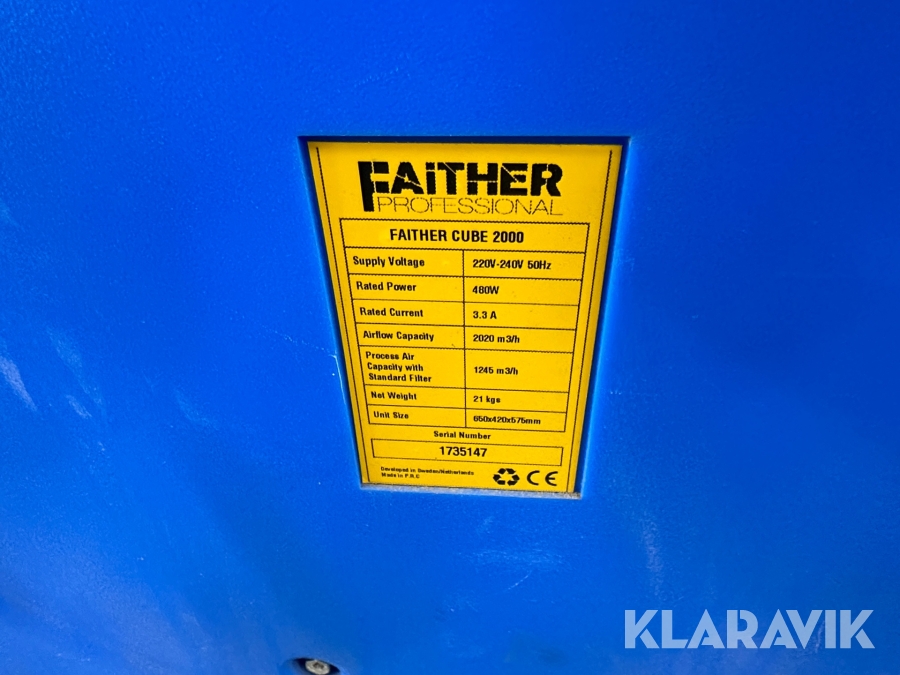 FAiTHER
PROFESSIONAL
FAITHER CUBE 2000
Supply Voltage 220V-240V 50Hz
Rated Power 480W
Rated Current 3.3 A
Airflow Capacity 2020 m3/h
Process Air
Capacity with
Standard Filter
1245 m3/h
Net Weight 21 kgs
Unit Size 650x420x575mm
Serial Number
1735147
Developed in Sweden/Netherlands
Made in P.R.C
CE
KLARAVIK